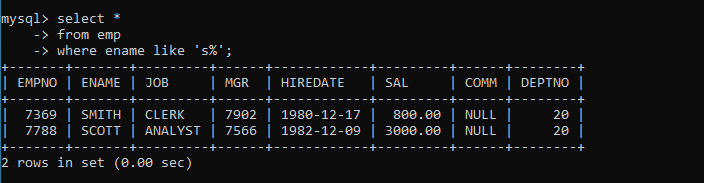 mysql> select *
    -> from emp
    -> where ename like 's%';
+-------+-------+---------+------+------------+---------+------+--------+
| EMPNO | ENAME | JOB     | MGR  | HIREDATE   | SAL     | COMM | DEPTNO |
+-------+-------+---------+------+------------+---------+------+--------+
|  7369 | SMITH | CLERK   | 7902 | 1980-12-17 |  800.00 | NULL |     20 |
|  7788 | SCOTT | ANALYST | 7566 | 1982-12-09 | 3000.00 | NULL |     20 |
+-------+-------+---------+------+------------+---------+------+--------+
2 rows in set (0.00 sec)